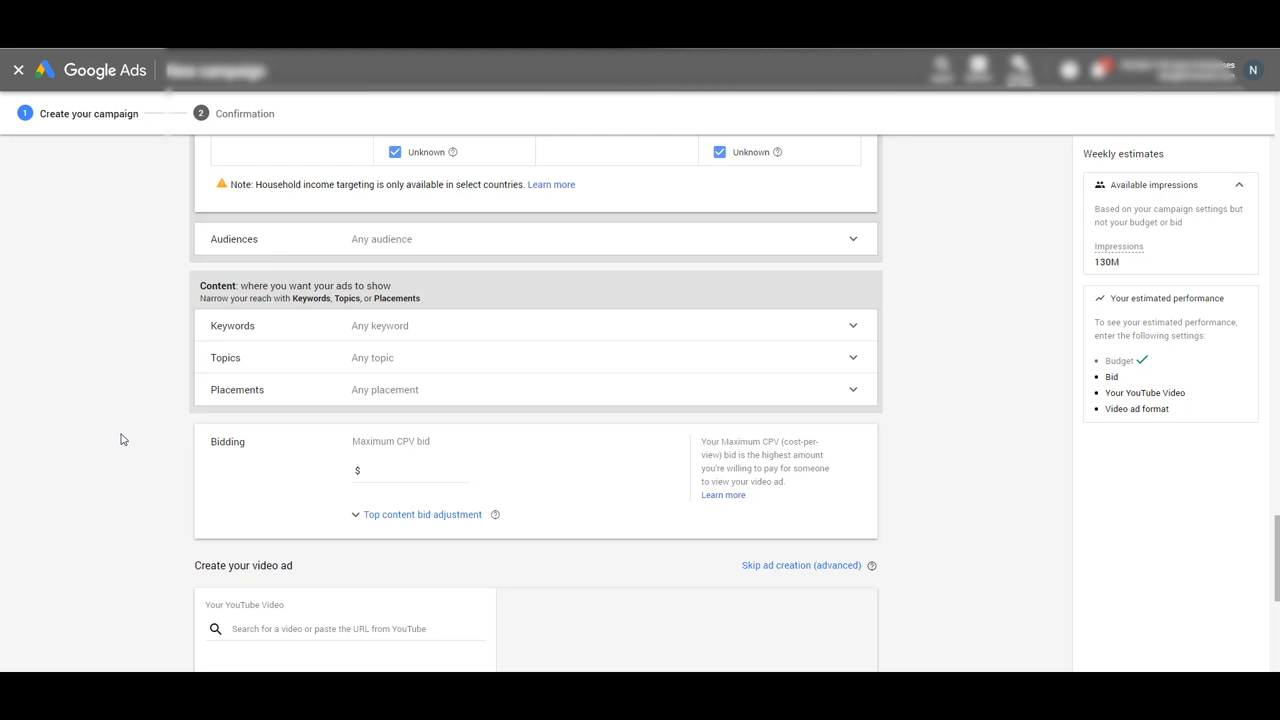 Google Ads
New campaign
N
1 Create your campaign
2 Confirmation
Unknown
Unknown
Note: Household income targeting is only available in select countries. Learn more
Audiences Any audience
Content: where you want your ads to show
Narrow your reach with Keywords, Topics, or Placements
Keywords Any keyword
Topics Any topic
Placements Any placement
Bidding
Maximum CPV bid
$
Top content bid adjustment
Your Maximum CPV (cost-per-
view) bid is the highest amount
you're willing to pay for someone
to view your video ad.
Learn more
Create your video ad
Skip ad creation (advanced)
Your YouTube Video
Search for a video or paste the URL from YouTube
Weekly estimates
Available impressions
Based on your campaign settings but
not your budget or bid
Impressions
130M
Your estimated performance
To see your estimated performance,
enter the following settings:
Budget
Bid
Your YouTube Video
Video ad format